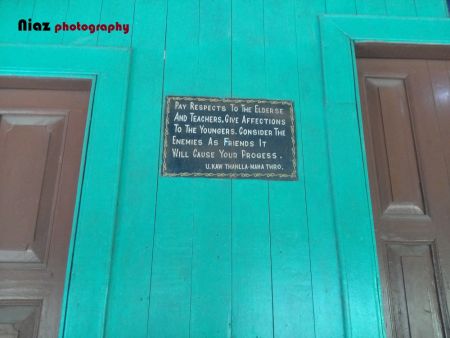 Niaz photography
Pay Respects To The Elderse
And Teachers. Give Affections
To The Youngers. Consider The
Enemies As Friends It
Will Cause Your Progess.
U. KAW THANLLA-MAHA THRO.